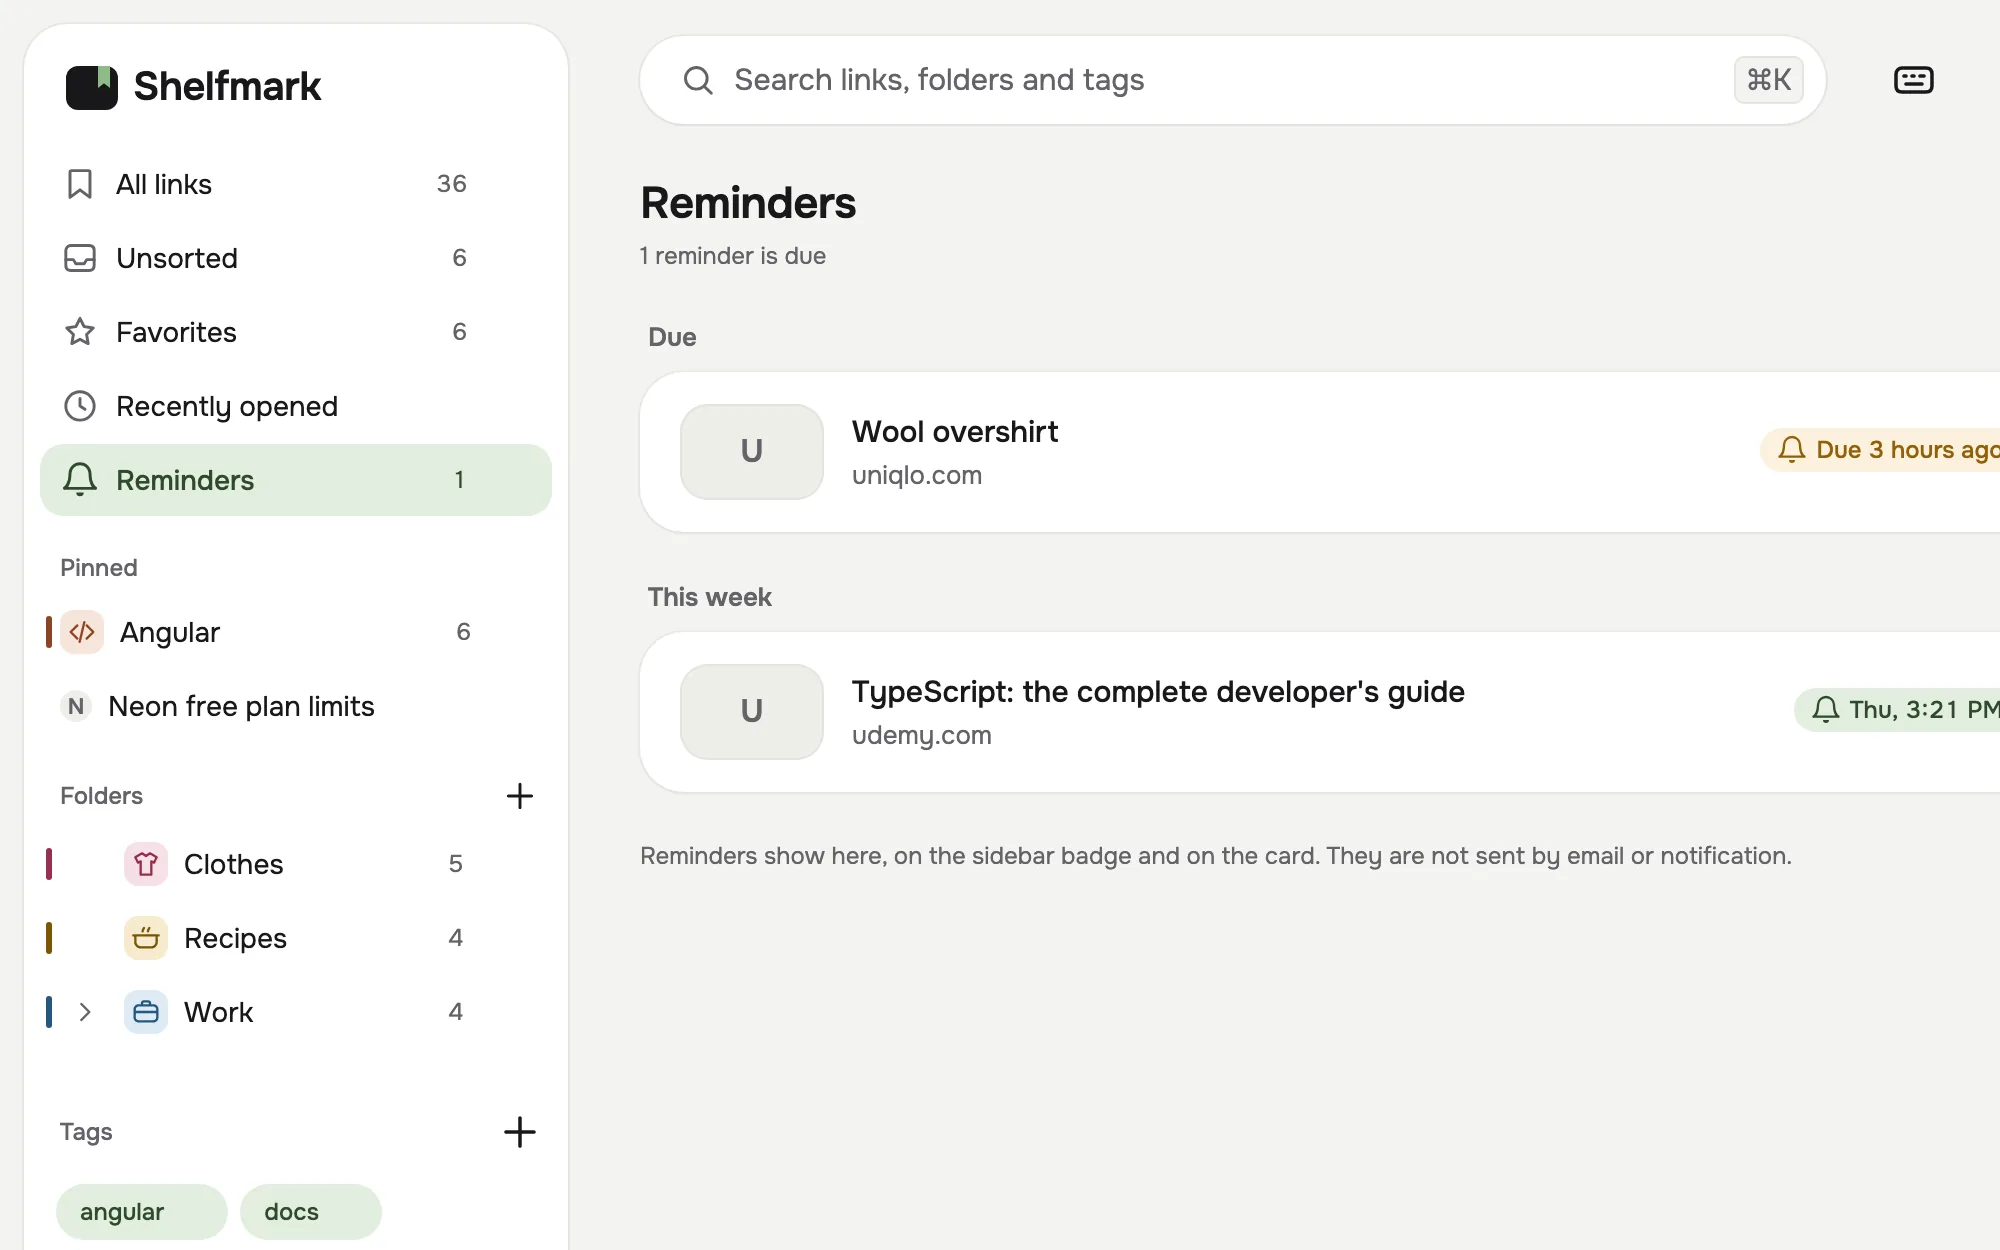 Shelfmark
Search links, folders and tags
⌘K
All links 36
Unsorted 6
Favorites 6
Recently opened
Reminders 1
Pinned
Angular 6
N Neon free plan limits
Folders
Clothes 5
Recipes 4
Work 4
Tags
angular docs
Reminders
1 reminder is due
Due
U
Wool overshirt
uniqlo.com
Due 3 hours ago
This week
U
TypeScript: the complete developer's guide
udemy.com
Thu, 3:21 PM
Reminders show here, on the sidebar badge and on the card. They are not sent by email or notification.